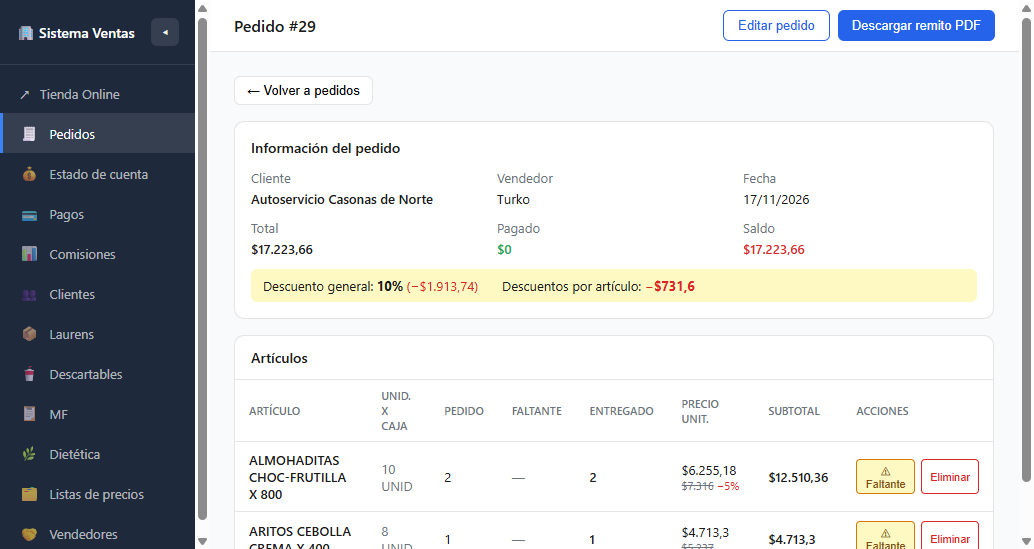 Sistema Ventas
Tienda Online
Pedidos
Estado de cuenta
Pagos
Comisiones
Clientes
Laurens
Descartables
MF
Dietética
Listas de precios
Vendedores
Pedido #29
Editar pedido
Descargar remito PDF
← Volver a pedidos
Información del pedido
Cliente Vendedor Fecha
Autoservicio Casonas de Norte Turko 17/11/2026
Total Pagado Saldo
$17.223,66 $0 $17.223,66
Descuento general: 10% (−$1.913,74) Descuentos por artículo: −$731,6
Artículos
ARTÍCULO UNID. X CAJA PEDIDO FALTANTE ENTREGADO PRECIO UNIT. SUBTOTAL ACCIONES
ALMOHADITAS CHOC-FRUTILLA X 800 10 UNID 2 — 2 $6.255,18 $7.316 −5% $12.510,36 ⚠ Faltante Eliminar
ARITOS CEBOLLA CREMA X 400 8 UNID 1 — 1 $4.713,3 $5.237 $4.713,3 ⚠ Faltante Eliminar